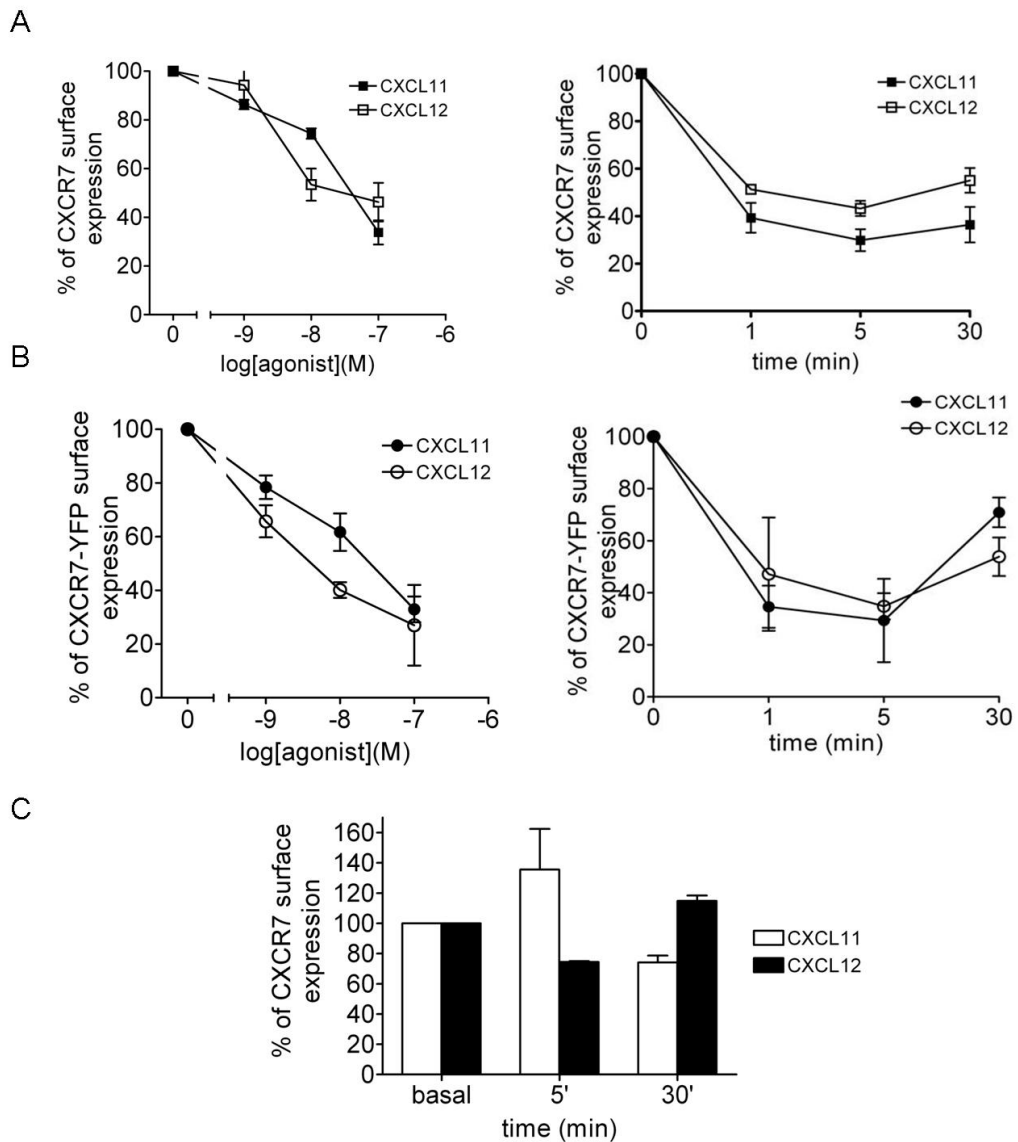 A
% of CXCR7 surface
expression
100
80
60
40
20
0
0 -9 -8 -7 -6
log[agonist](M)
CXCL11
CXCL12
% of CXCR7 surface
expression
100
80
60
40
20
0
0 1 5 30
time (min)
CXCL11
CXCL12
B
% of CXCR7-YFP surface
expression
100
80
60
40
20
0
0 -9 -8 -7 -6
log[agonist](M)
CXCL11
CXCL12
% of CXCR7-YFP surface
expression
100
80
60
40
20
0
0 1 5 30
time (min)
CXCL11
CXCL12
C
% of CXCR7 surface
expression
160
140
120
100
80
60
40
20
0
basal 5' 30'
time (min)
CXCL11
CXCL12